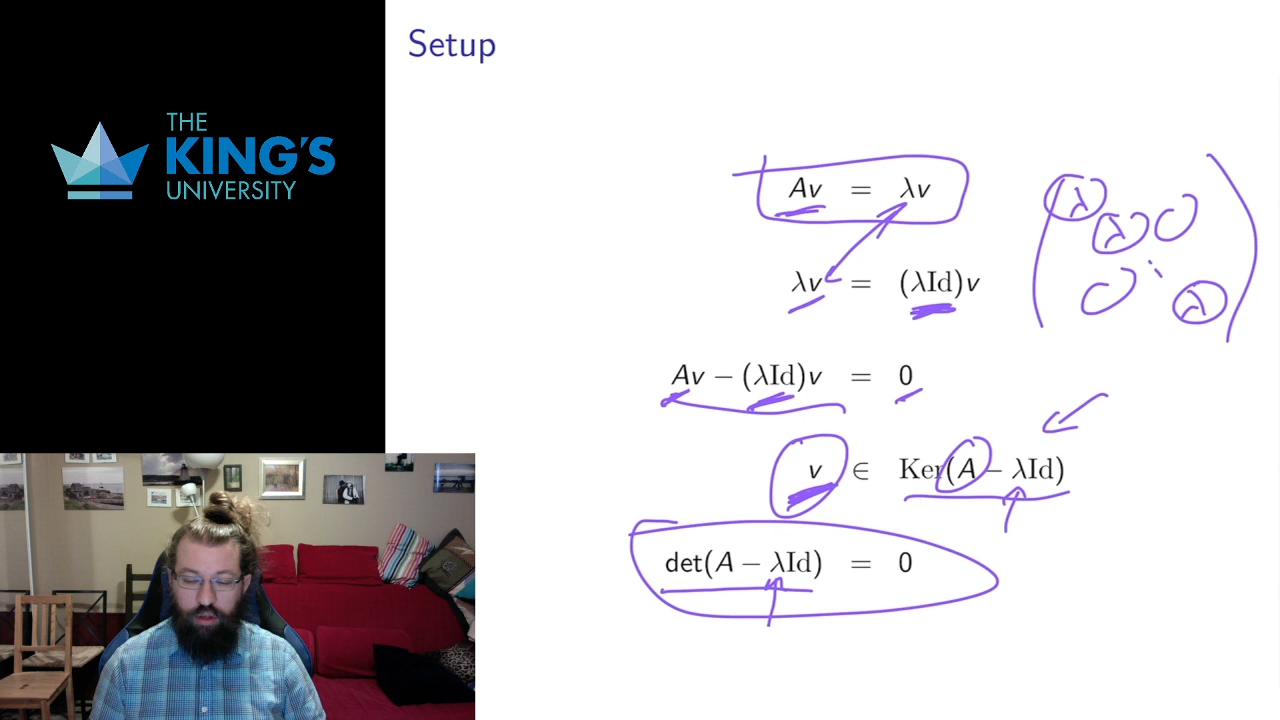 THE
KING'S
UNIVERSITY
Setup
Av = λv
λv = (λId)v
Av − (λId)v = 0
v ∈ Ker(A − λId)
det(A − λId) = 0
λ
λ
λ